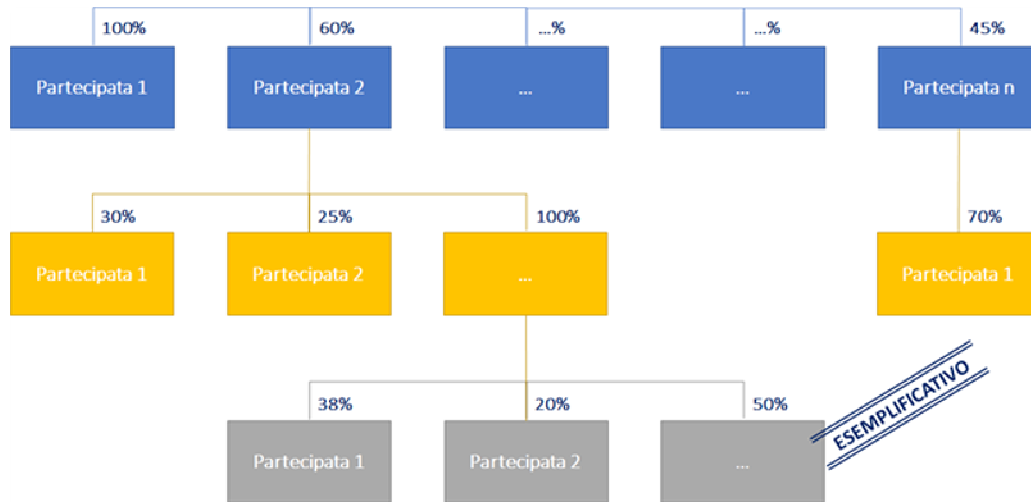 100% 60% ...% ...% 45%
Partecipata 1 Partecipata 2 ... ... Partecipata n
30% 25% 100% 70%
Partecipata 1 Partecipata 2 ... Partecipata 1
ESEMPLIFICATIVO
38% 20% 50%
Partecipata 1 Partecipata 2 ...